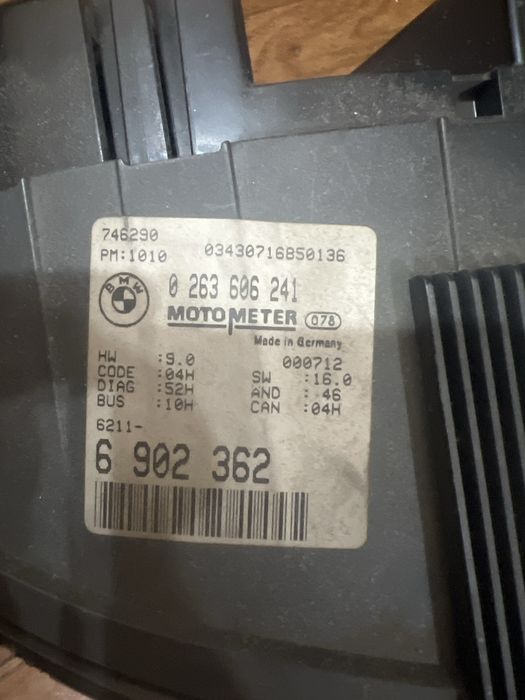 746290
PM:1010 03430716850136
BMW
0 263 606 241
MOTOMETER 078
Made in Germany
000712
HW :9.0 SW :16.0
CODE :04H AND : 46
DIAG :52H CAN :04H
BUS :10H
6211-
6 902 362